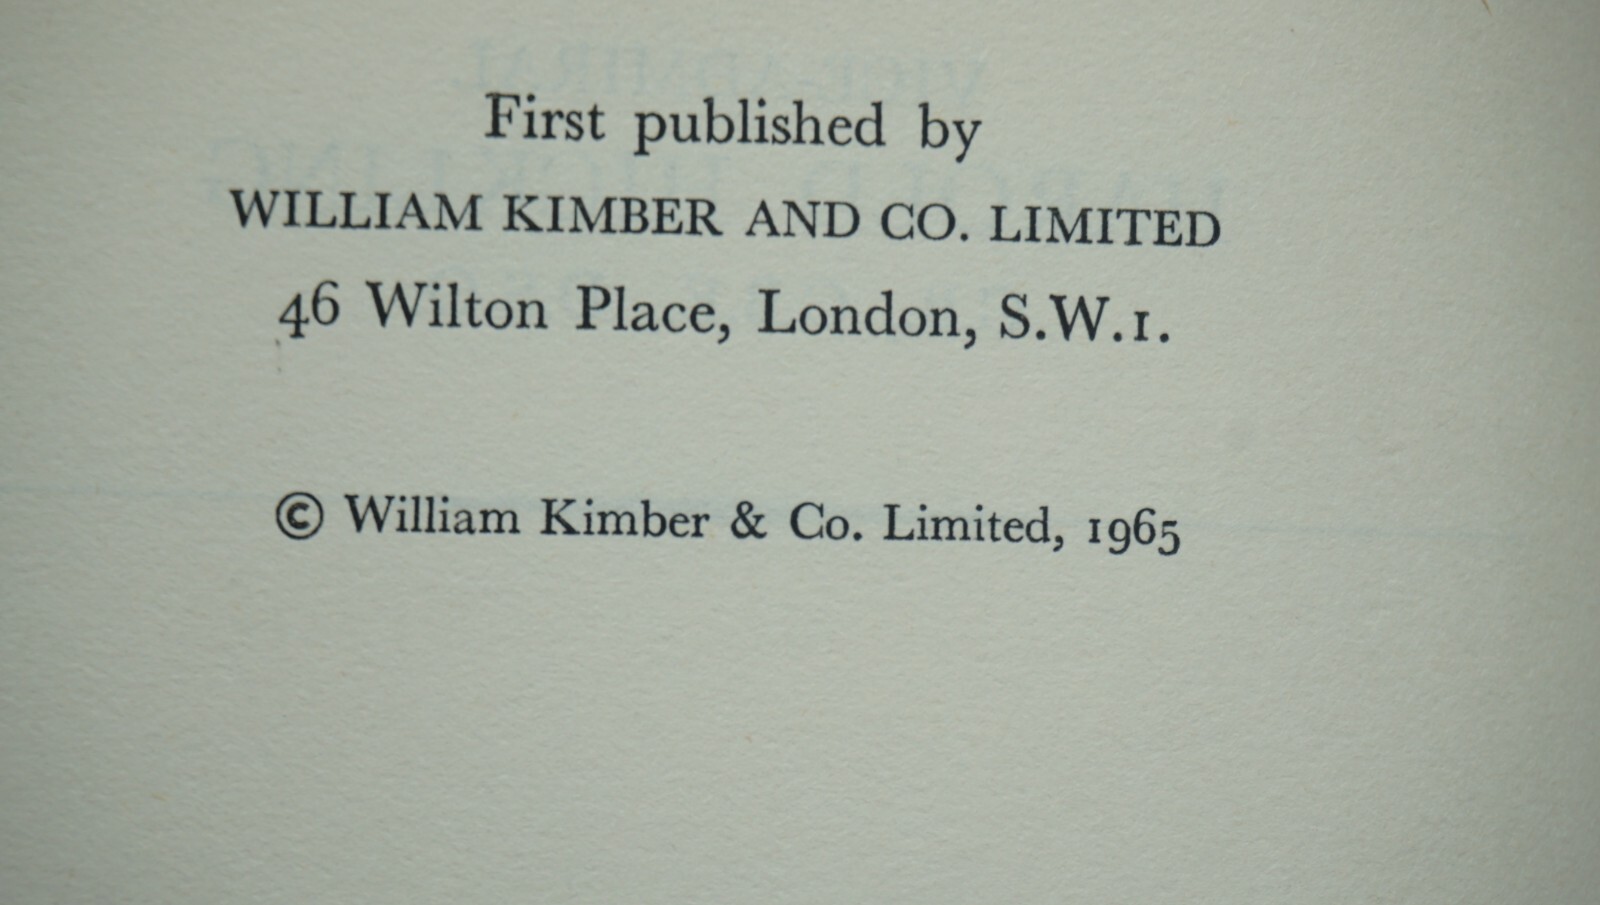 First published by
WILLIAM KIMBER AND CO. LIMITED
46 Wilton Place, London, S.W.1.
© William Kimber & Co. Limited, 1965